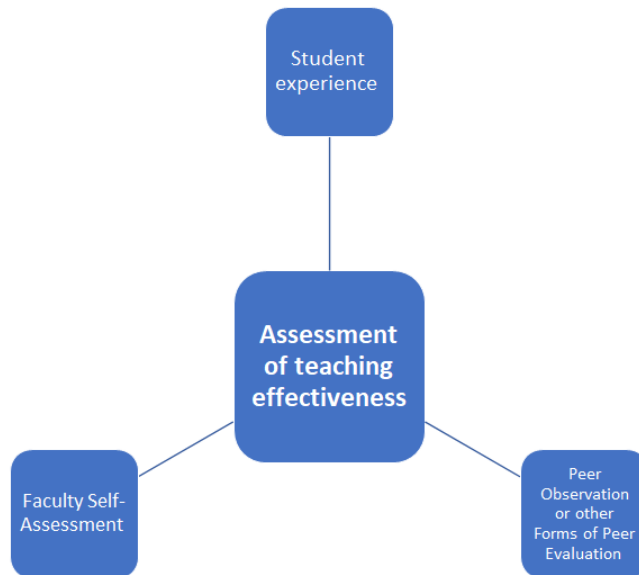 Student
experience
Assessment
of teaching
effectiveness
Faculty Self-
Assessment
Peer
Observation
or other
Forms of Peer
Evaluation